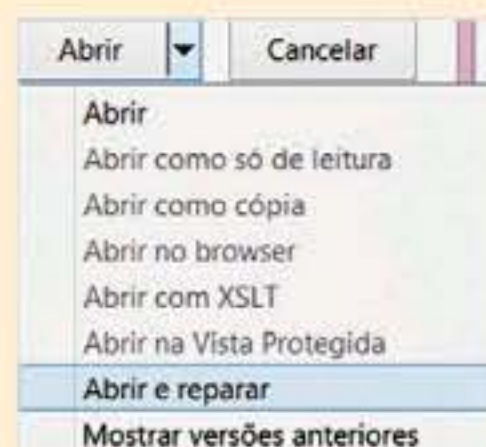 Abrir Cancelar
Abrir
Abrir como só de leitura
Abrir como cópia
Abrir no browser
Abrir com XSLT
Abrir na Vista Protegida
Abrir e reparar
Mostrar versões anteriores